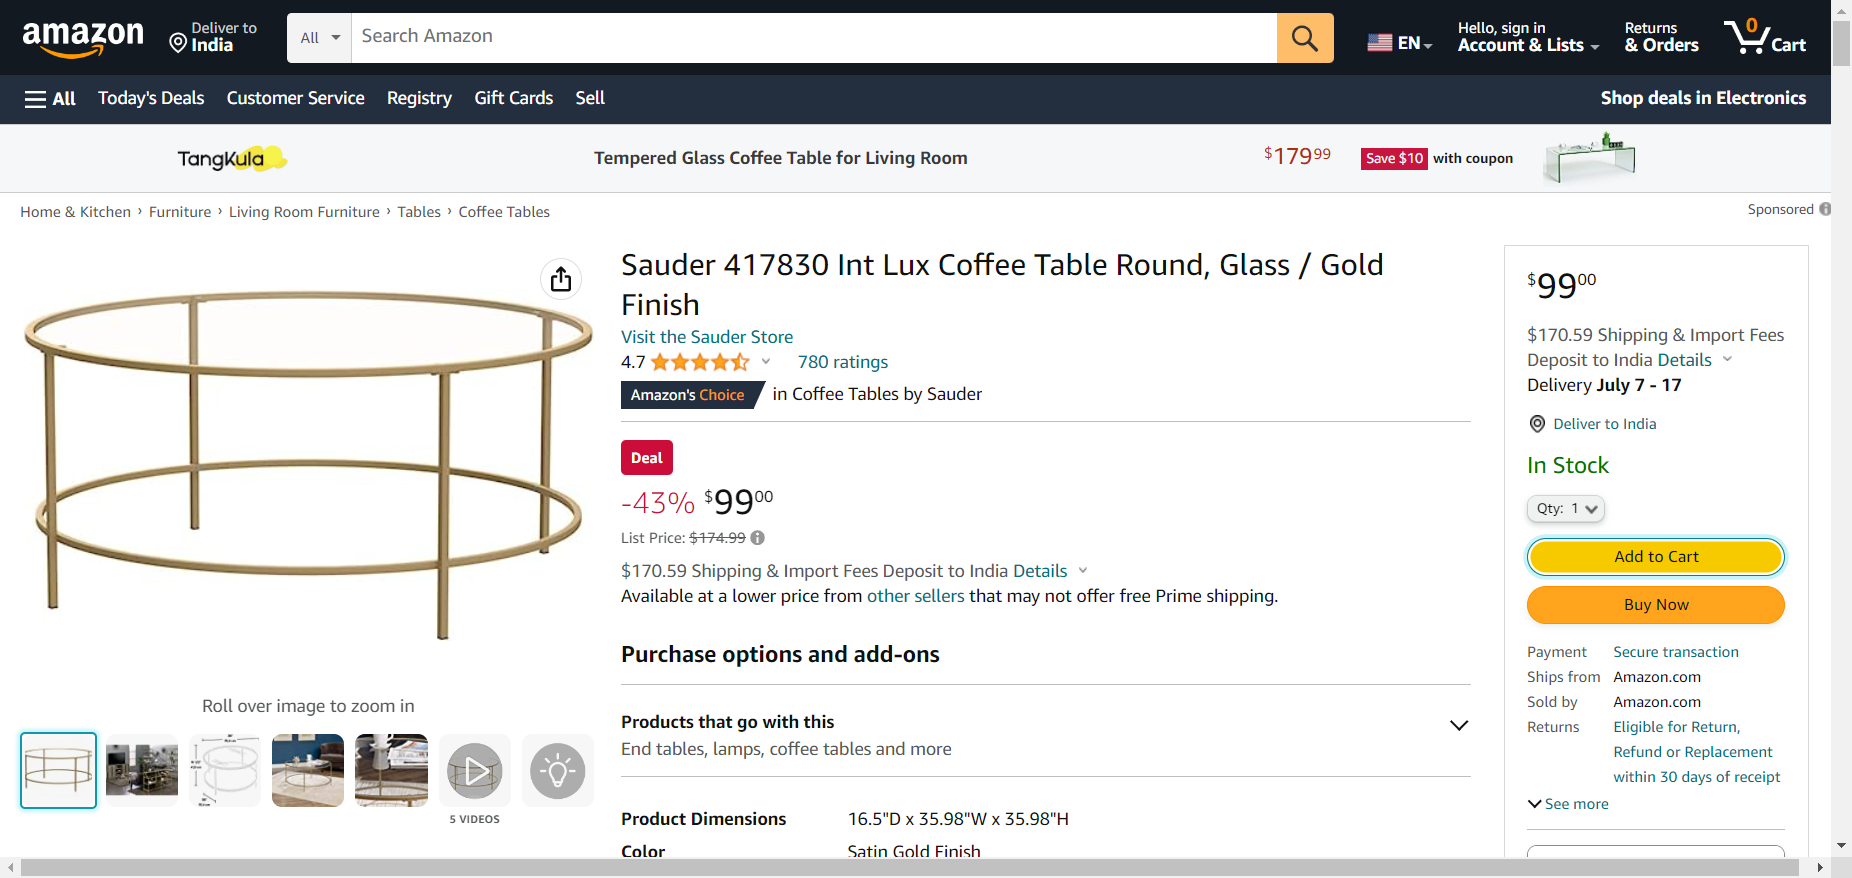 amazon
Deliver to
India
All
Search Amazon
EN
Hello, sign in
Account & Lists
Returns
& Orders
0
Cart
All
Today's Deals
Customer Service
Registry
Gift Cards
Sell
Shop deals in Electronics
TangKula
Tempered Glass Coffee Table for Living Room
$179.99
Save $10 with coupon
Home & Kitchen › Furniture › Living Room Furniture › Tables › Coffee Tables
Sponsored
Sauder 417830 Int Lux Coffee Table Round, Glass / Gold
Finish
Visit the Sauder Store
4.7
780 ratings
Amazon's Choice in Coffee Tables by Sauder
Deal
-43% $99.00
List Price: $174.99
$170.59 Shipping & Import Fees Deposit to India Details
Available at a lower price from other sellers that may not offer free Prime shipping.
Purchase options and add-ons
Products that go with this
End tables, lamps, coffee tables and more
Product Dimensions 16.5"D x 35.98"W x 35.98"H
Color Satin Gold Finish
Roll over image to zoom in
5 VIDEOS
$99.00
$170.59 Shipping & Import Fees
Deposit to India Details
Delivery July 7 - 17
Deliver to India
In Stock
Qty: 1
Add to Cart
Buy Now
Payment Secure transaction
Ships from Amazon.com
Sold by Amazon.com
Returns Eligible for Return,
Refund or Replacement
within 30 days of receipt
See more